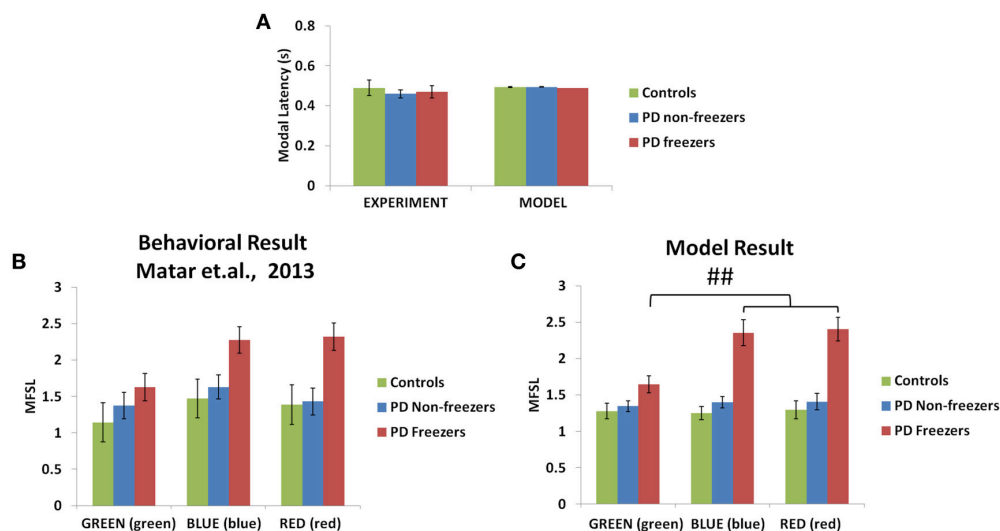 A
Modal Latency (s)
0.8
0.6
0.4
0.2
0
EXPERIMENT
MODEL
Controls
PD non-freezers
PD freezers
B
Behavioral Result
Matar et.al., 2013
MFSL
3
2.5
2
1.5
1
0.5
0
GREEN (green)
BLUE (blue)
RED (red)
Controls
PD Non-freezers
PD Freezers
C
Model Result
##
MFSL
3
2.5
2
1.5
1
0.5
0
GREEN (green)
BLUE (blue)
RED (red)
Controls
PD Non-freezers
PD Freezers